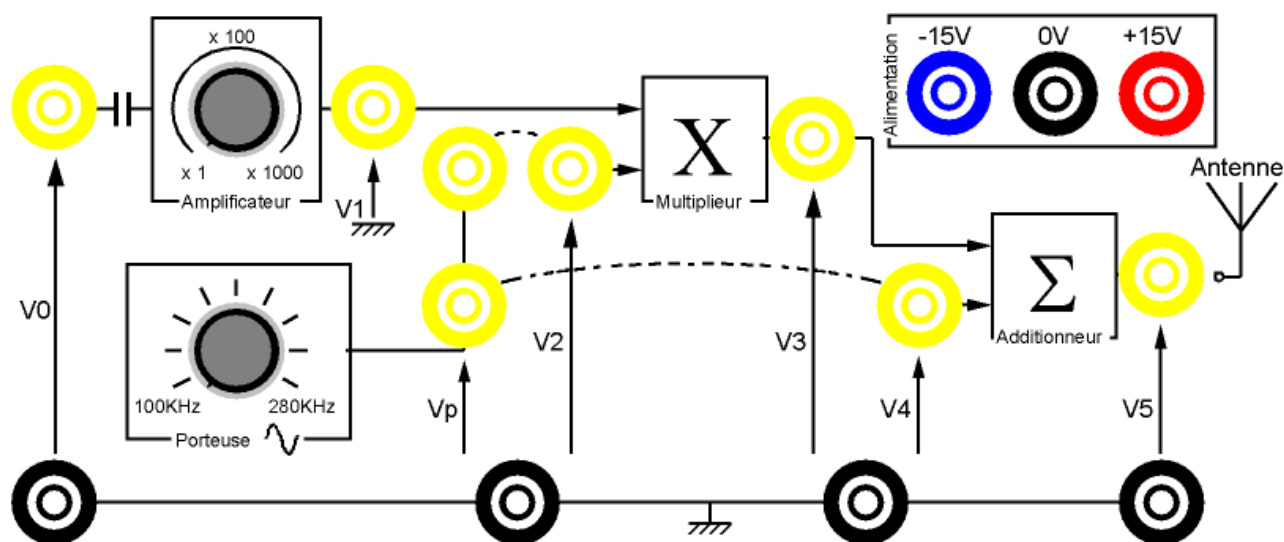 x 100
x 1
x 1000
Amplificateur
V1
X
Multiplieur
Alimentation
-15V
0V
+15V
Antenne
V0
100KHz
280KHz
Porteuse
Vp
V2
V3
V4
Σ
Additionneur
V5